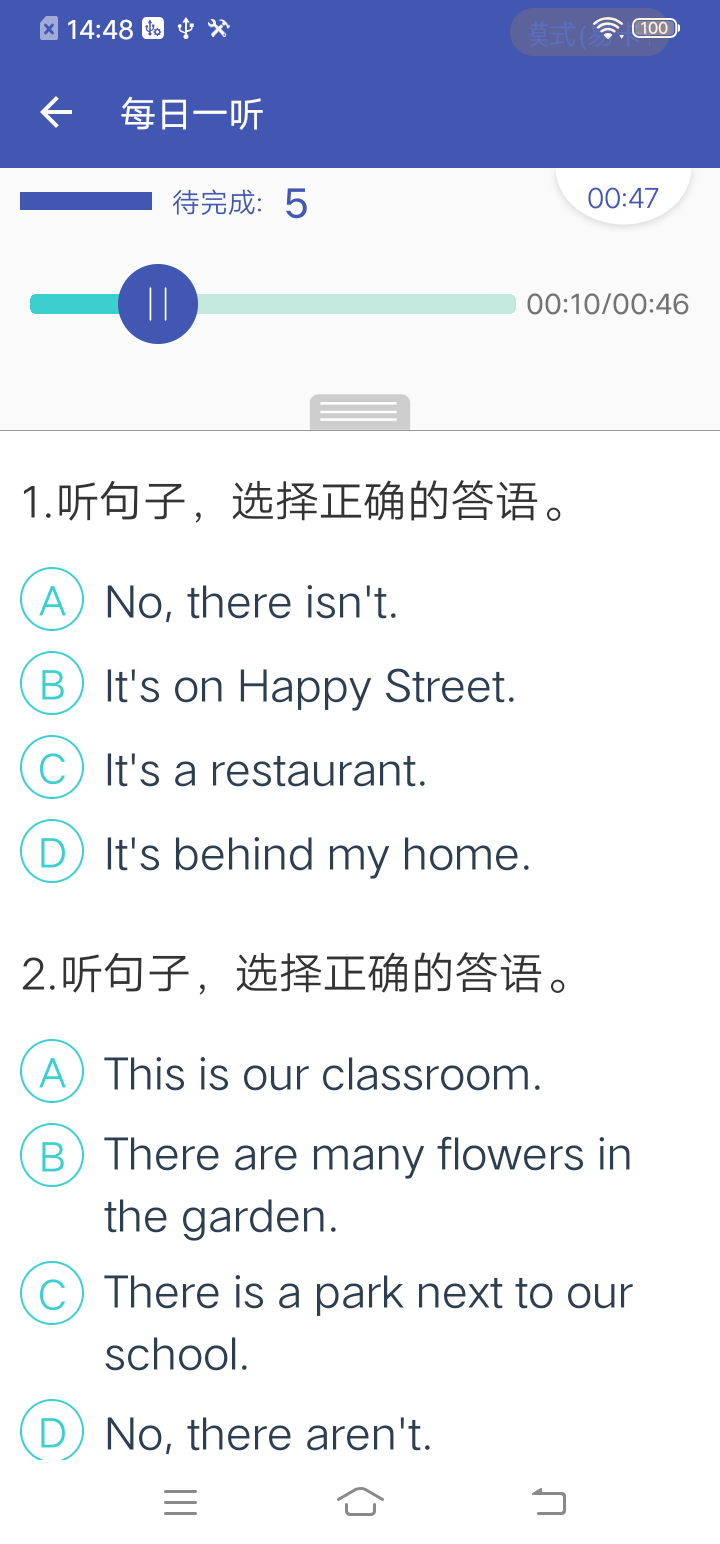 14:48
100
每日一听
待完成: 5
00:47
00:10/00:46
1.听句子，选择正确的答语。
A No, there isn't.
B It's on Happy Street.
C It's a restaurant.
D It's behind my home.
2.听句子，选择正确的答语。
A This is our classroom.
B There are many flowers in
the garden.
C There is a park next to our
school.
D No, there aren't.